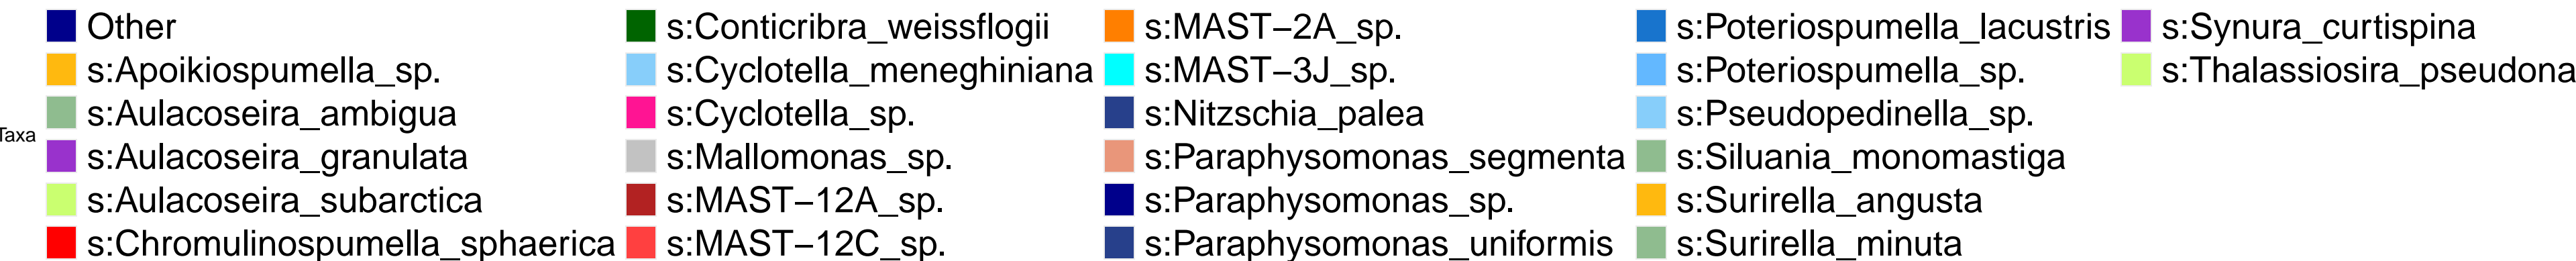 Taxa
Other
s:Apoikiospumella_sp.
s:Aulacoseira_ambigua
s:Aulacoseira_granulata
s:Aulacoseira_subarctica
s:Chromulinospumella_sphaerica
s:Conticribra_weissflogii
s:Cyclotella_meneghiniana
s:Cyclotella_sp.
s:Mallomonas_sp.
s:MAST−12A_sp.
s:MAST−12C_sp.
s:MAST−2A_sp.
s:MAST−3J_sp.
s:Nitzschia_palea
s:Paraphysomonas_segmenta
s:Paraphysomonas_sp.
s:Paraphysomonas_uniformis
s:Poteriospumella_lacustris
s:Poteriospumella_sp.
s:Pseudopedinella_sp.
s:Siluania_monomastiga
s:Surirella_angusta
s:Surirella_minuta
s:Synura_curtispina
s:Thalassiosira_pseudona